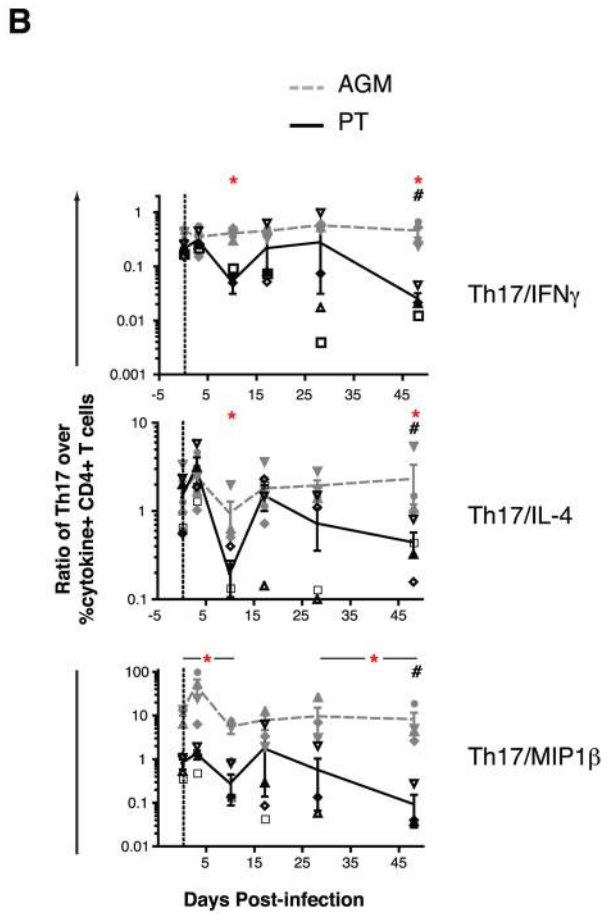 B
AGM
PT
Ratio of Th17 over
%cytokine+ CD4+ T cells
* *
#
1
0.1
0.01
0.001
-5 5 15 25 35 45
Th17/IFNγ
* *
#
10
1
0.1
-5 5 15 25 35 45
Th17/IL-4
* *
#
100
10
1
0.1
0.01
5 15 25 35 45
Th17/MIP1β
Days Post-infection